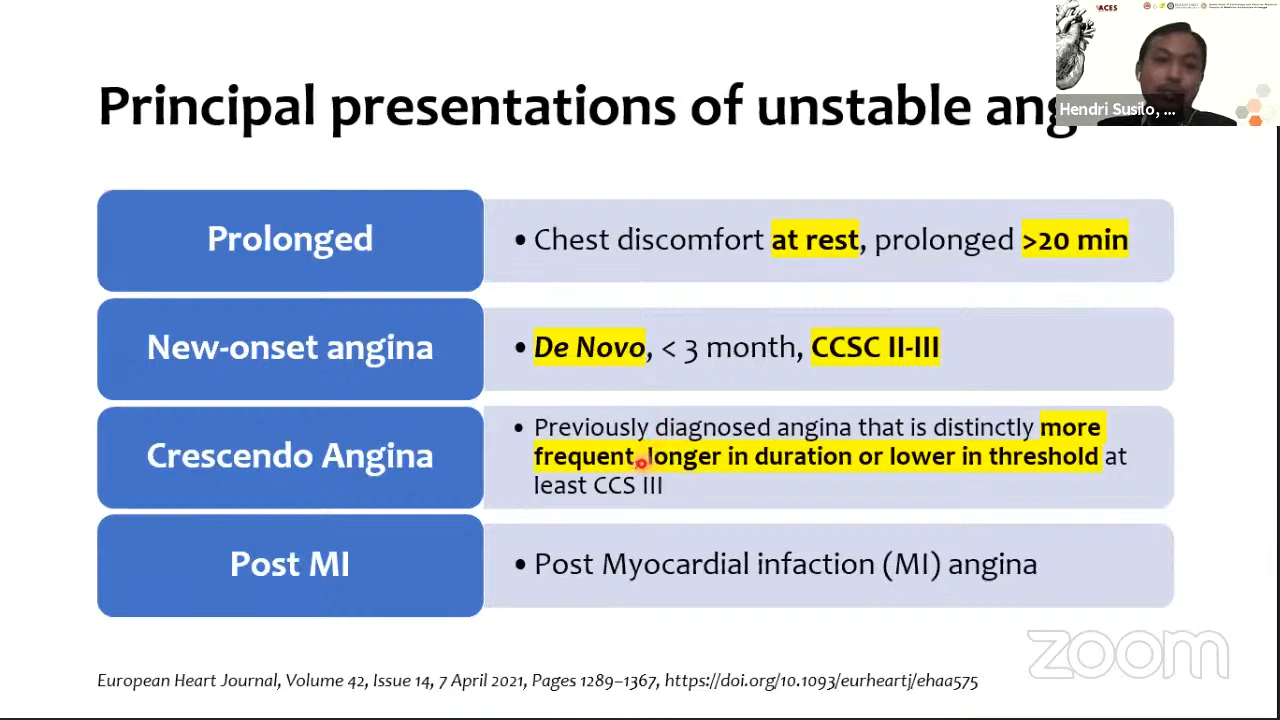 ACES
Hendri Susilo, ...
Principal presentations of unstable ang
Prolonged
• Chest discomfort at rest, prolonged >20 min
New-onset angina
• De Novo, < 3 month, CCSC II-III
Crescendo Angina
• Previously diagnosed angina that is distinctly more
frequent, longer in duration or lower in threshold at
least CCS III
Post MI
• Post Myocardial infaction (MI) angina
zoom
European Heart Journal, Volume 42, Issue 14, 7 April 2021, Pages 1289–1367, https://doi.org/10.1093/eurheartj/ehaa575